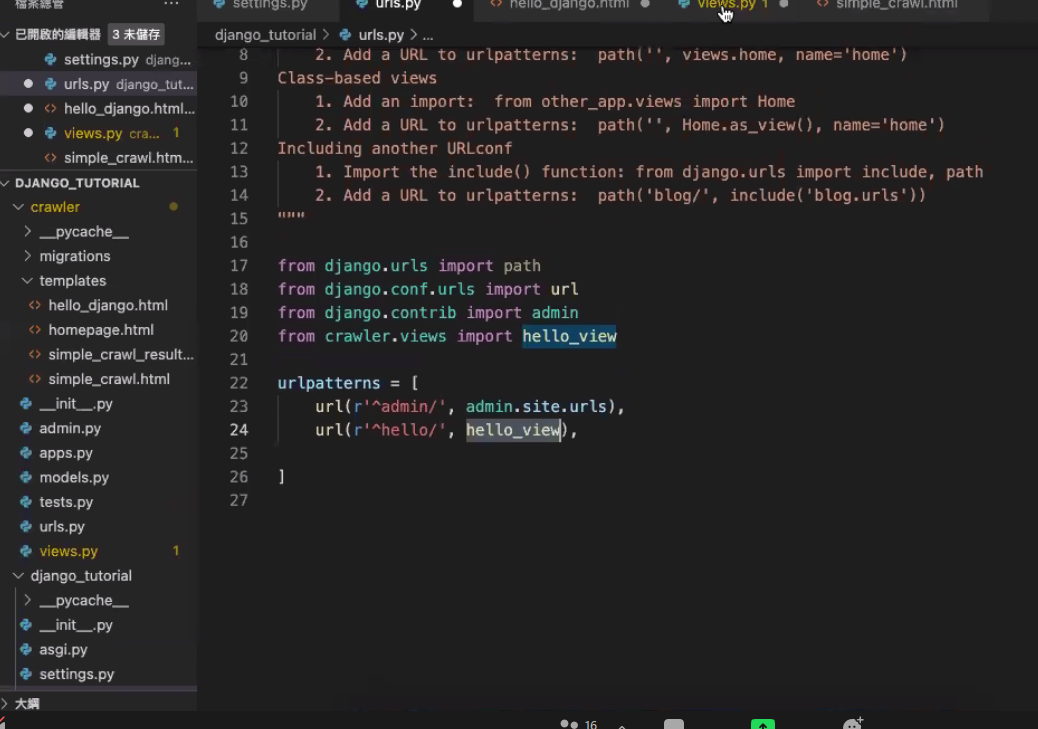 檔案總管 ...
settings.py
urls.py
hello_django.html
views.py 1
simple_crawl.html
已開啟的編輯器 3 未儲存
settings.py djang...
urls.py django_tut...
hello_django.html...
views.py cra... 1
simple_crawl.htm...
DJANGO_TUTORIAL
crawler
__pycache__
migrations
templates
hello_django.html
homepage.html
simple_crawl_result...
simple_crawl.html
__init__.py
admin.py
apps.py
models.py
tests.py
urls.py
views.py 1
django_tutorial
__pycache__
__init__.py
asgi.py
settings.py
大綱
django_tutorial > urls.py > ...
8 2. Add a URL to urlpatterns:  path('', views.home, name='home')
9 Class-based views
10 1. Add an import:  from other_app.views import Home
11 2. Add a URL to urlpatterns:  path('', Home.as_view(), name='home')
12 Including another URLconf
13 1. Import the include() function: from django.urls import include, path
14 2. Add a URL to urlpatterns:  path('blog/', include('blog.urls'))
15 """
16
17 from django.urls import path
18 from django.conf.urls import url
19 from django.contrib import admin
20 from crawler.views import hello_view
21
22 urlpatterns = [
23 url(r'^admin/', admin.site.urls),
24 url(r'^hello/', hello_view),
25
26 ]
27
16